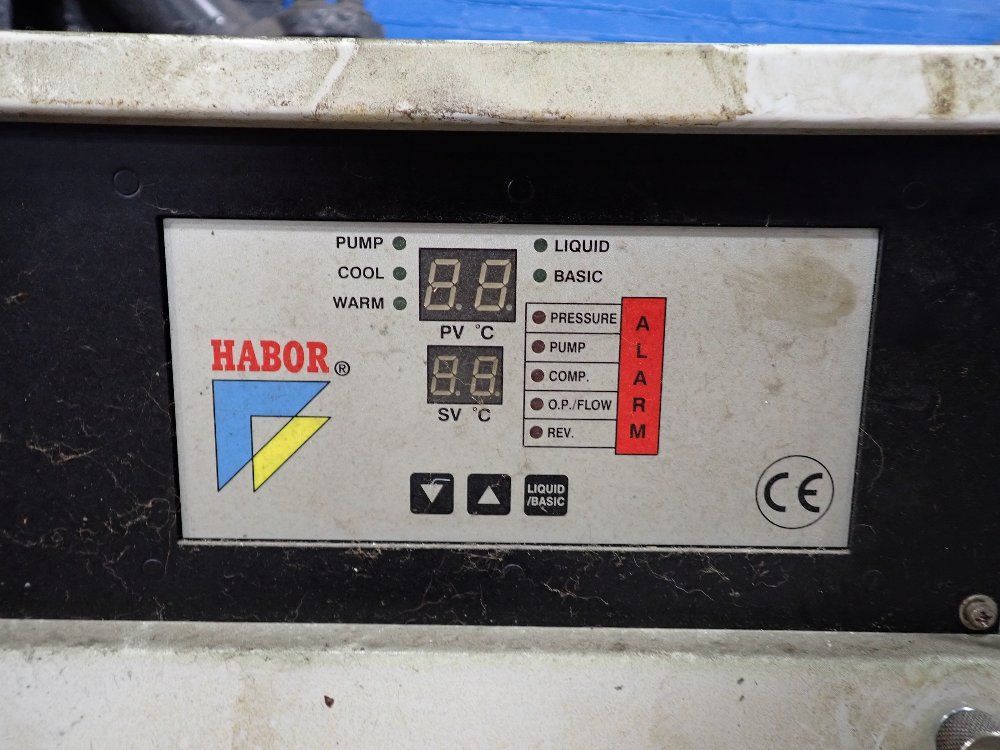 PUMP
COOL
WARM
PV °C
SV °C
LIQUID
BASIC
PRESSURE
PUMP
COMP.
O.P./FLOW
REV.
ALARM
HABOR®
LIQUID
/BASIC
CE